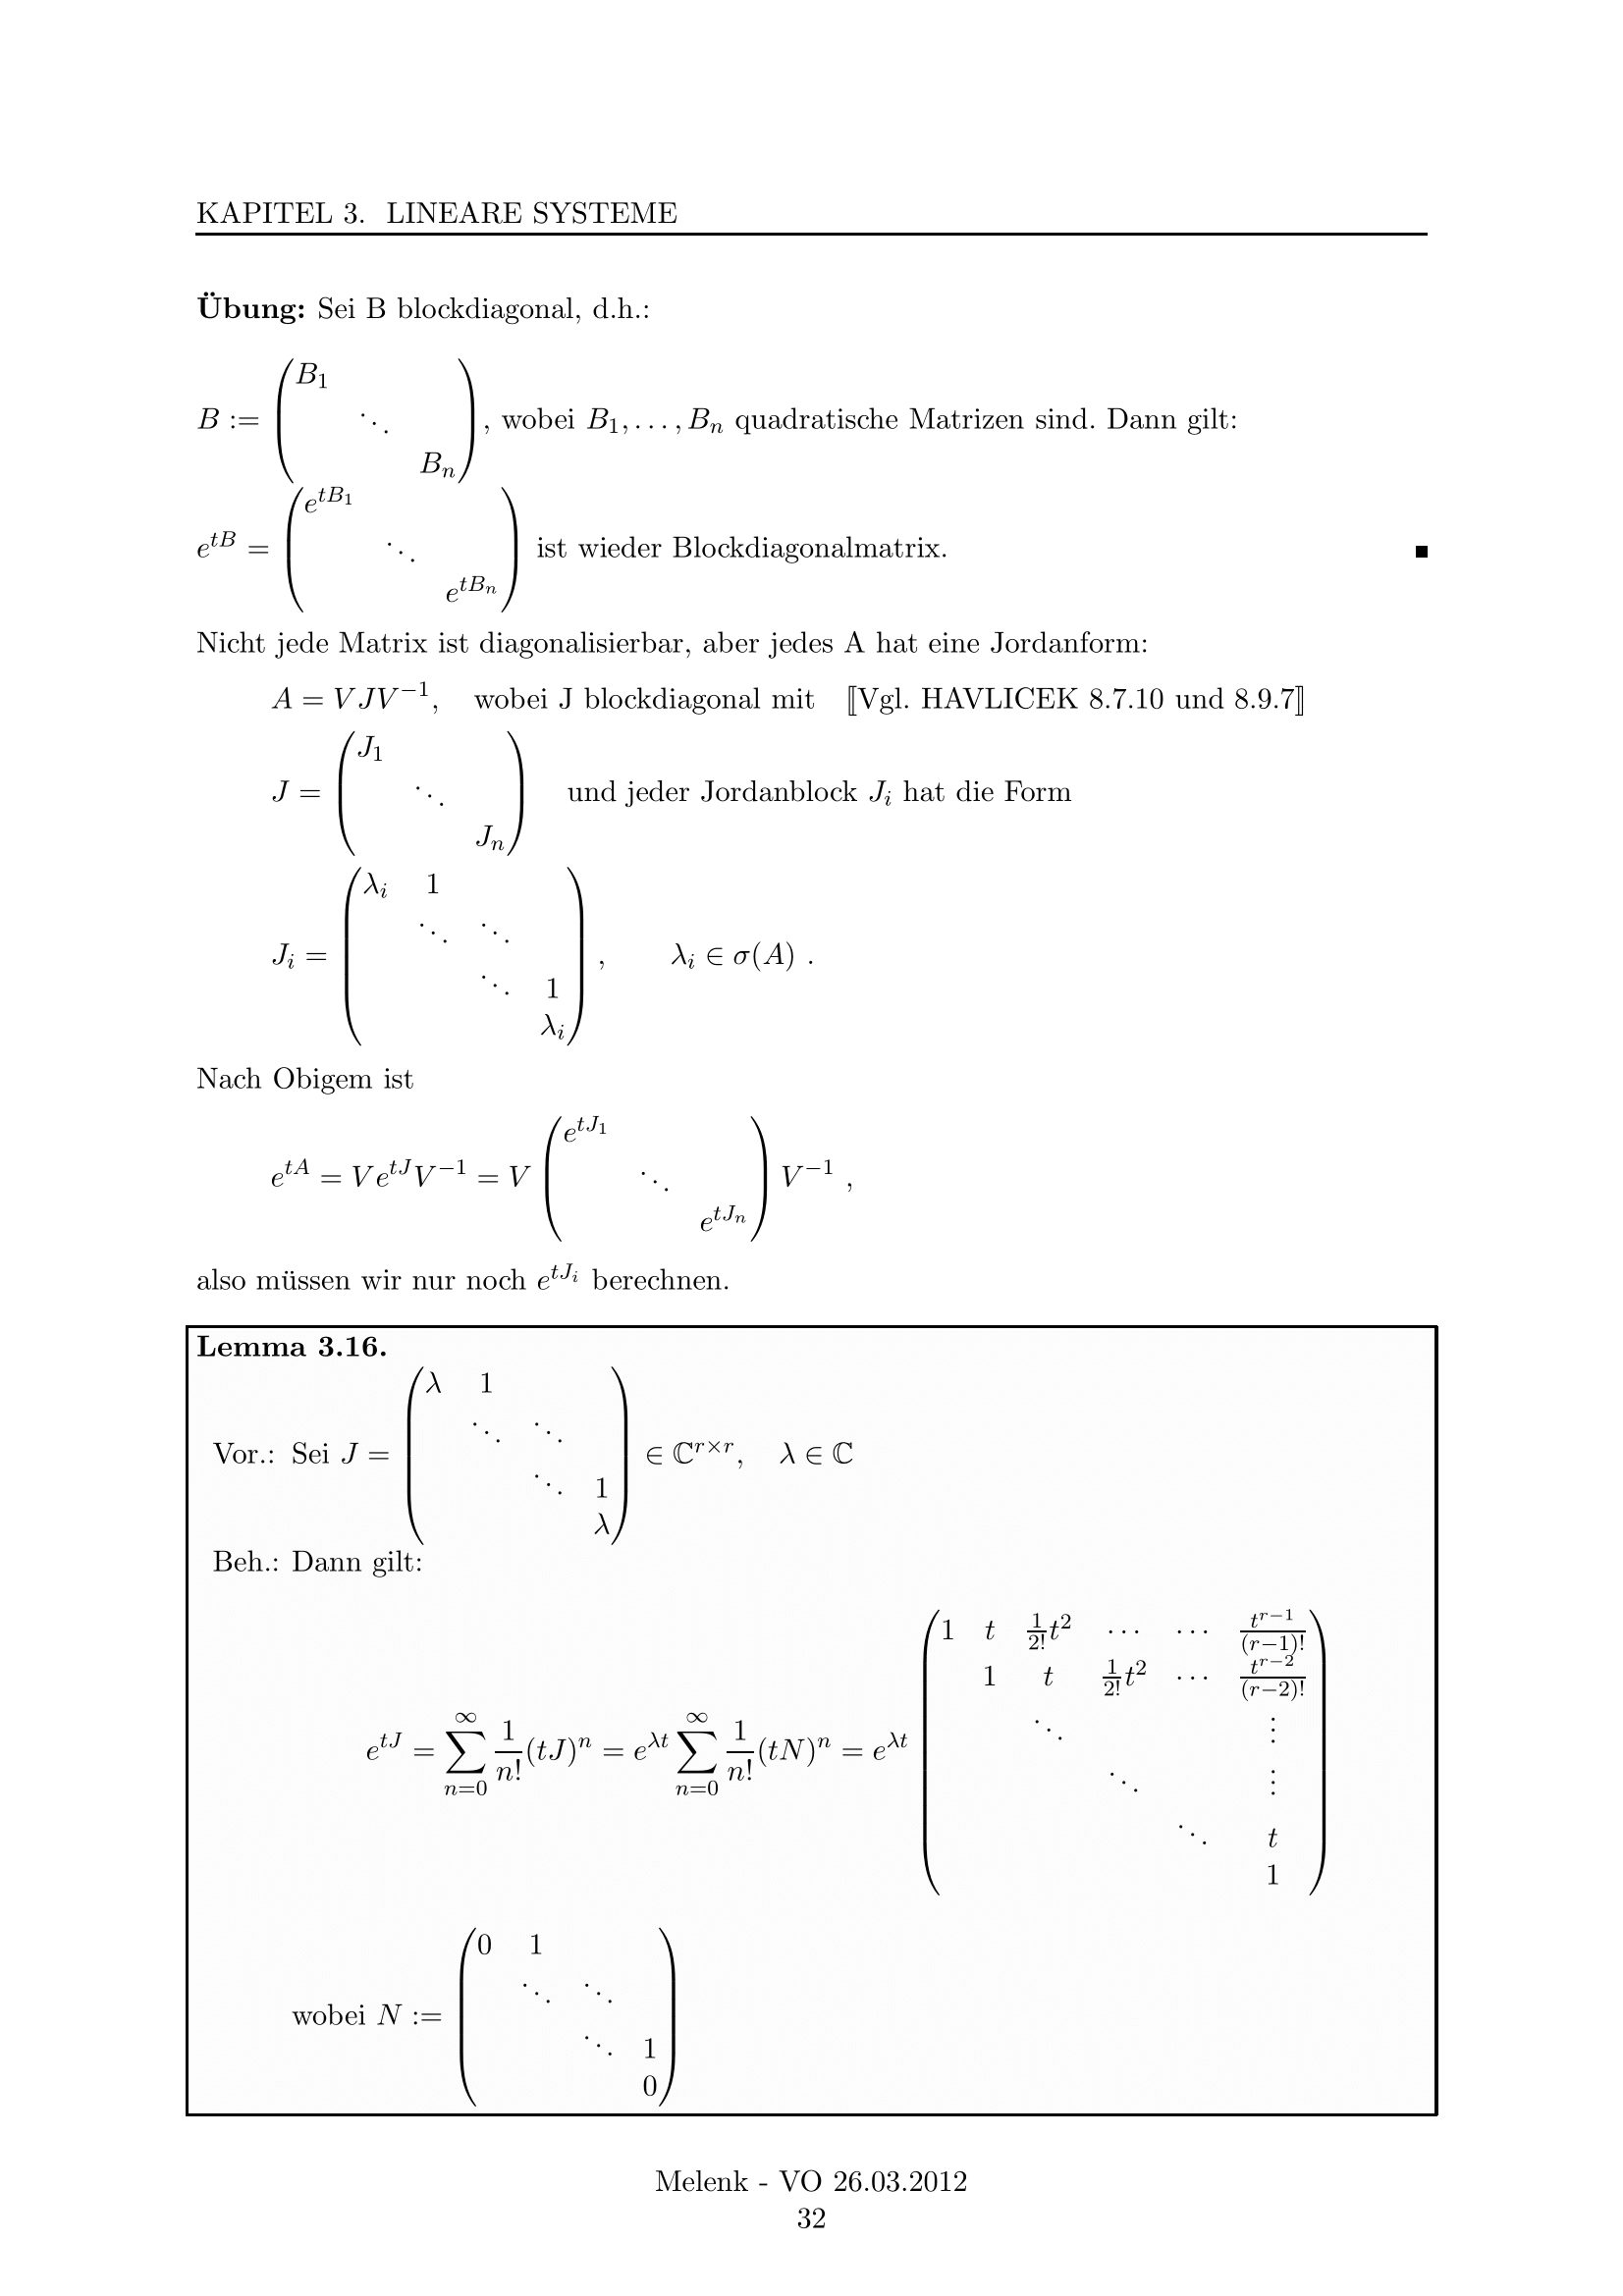 KAPITEL 3. LINEARE SYSTEME
Übung: Sei B blockdiagonal, d.h.:
$B := \begin{pmatrix} B_1 & & \\ & \ddots & \\ & & B_n \end{pmatrix}$, wobei $B_1, \ldots, B_n$ quadratische Matrizen sind. Dann gilt:
$e^{tB} = \begin{pmatrix} e^{tB_1} & & \\ & \ddots & \\ & & e^{tB_n} \end{pmatrix}$ ist wieder Blockdiagonalmatrix. ■
Nicht jede Matrix ist diagonalisierbar, aber jedes A hat eine Jordanform:
$A = VJV^{-1}$, wobei J blockdiagonal mit ⟦Vgl. HAVLICEK 8.7.10 und 8.9.7⟧
$J = \begin{pmatrix} J_1 & & \\ & \ddots & \\ & & J_n \end{pmatrix}$ und jeder Jordanblock $J_i$ hat die Form
$J_i = \begin{pmatrix} \lambda_i & 1 & & \\ & \ddots & \ddots & \\ & & \ddots & 1 \\ & & & \lambda_i \end{pmatrix}, \quad \lambda_i \in \sigma(A)$ .
Nach Obigem ist
$e^{tA} = Ve^{tJ}V^{-1} = V \begin{pmatrix} e^{tJ_1} & & \\ & \ddots & \\ & & e^{tJ_n} \end{pmatrix} V^{-1}$ ,
also müssen wir nur noch $e^{tJ_i}$ berechnen.
Lemma 3.16.
Vor.: Sei $J = \begin{pmatrix} \lambda & 1 & & \\ & \ddots & \ddots & \\ & & \ddots & 1 \\ & & & \lambda \end{pmatrix} \in \mathbb{C}^{r \times r}, \quad \lambda \in \mathbb{C}$
Beh.: Dann gilt:
$e^{tJ} = \sum_{n=0}^{\infty} \frac{1}{n!}(tJ)^n = e^{\lambda t} \sum_{n=0}^{\infty} \frac{1}{n!}(tN)^n = e^{\lambda t} \begin{pmatrix} 1 & t & \frac{1}{2!}t^2 & \cdots & \cdots & \frac{t^{r-1}}{(r-1)!} \\ & 1 & t & \frac{1}{2!}t^2 & \cdots & \frac{t^{r-2}}{(r-2)!} \\ & & \ddots & & & \vdots \\ & & & \ddots & & \vdots \\ & & & & \ddots & t \\ & & & & & 1 \end{pmatrix}$
wobei $N := \begin{pmatrix} 0 & 1 & & \\ & \ddots & \ddots & \\ & & \ddots & 1 \\ & & & 0 \end{pmatrix}$
Melenk - VO 26.03.2012
32